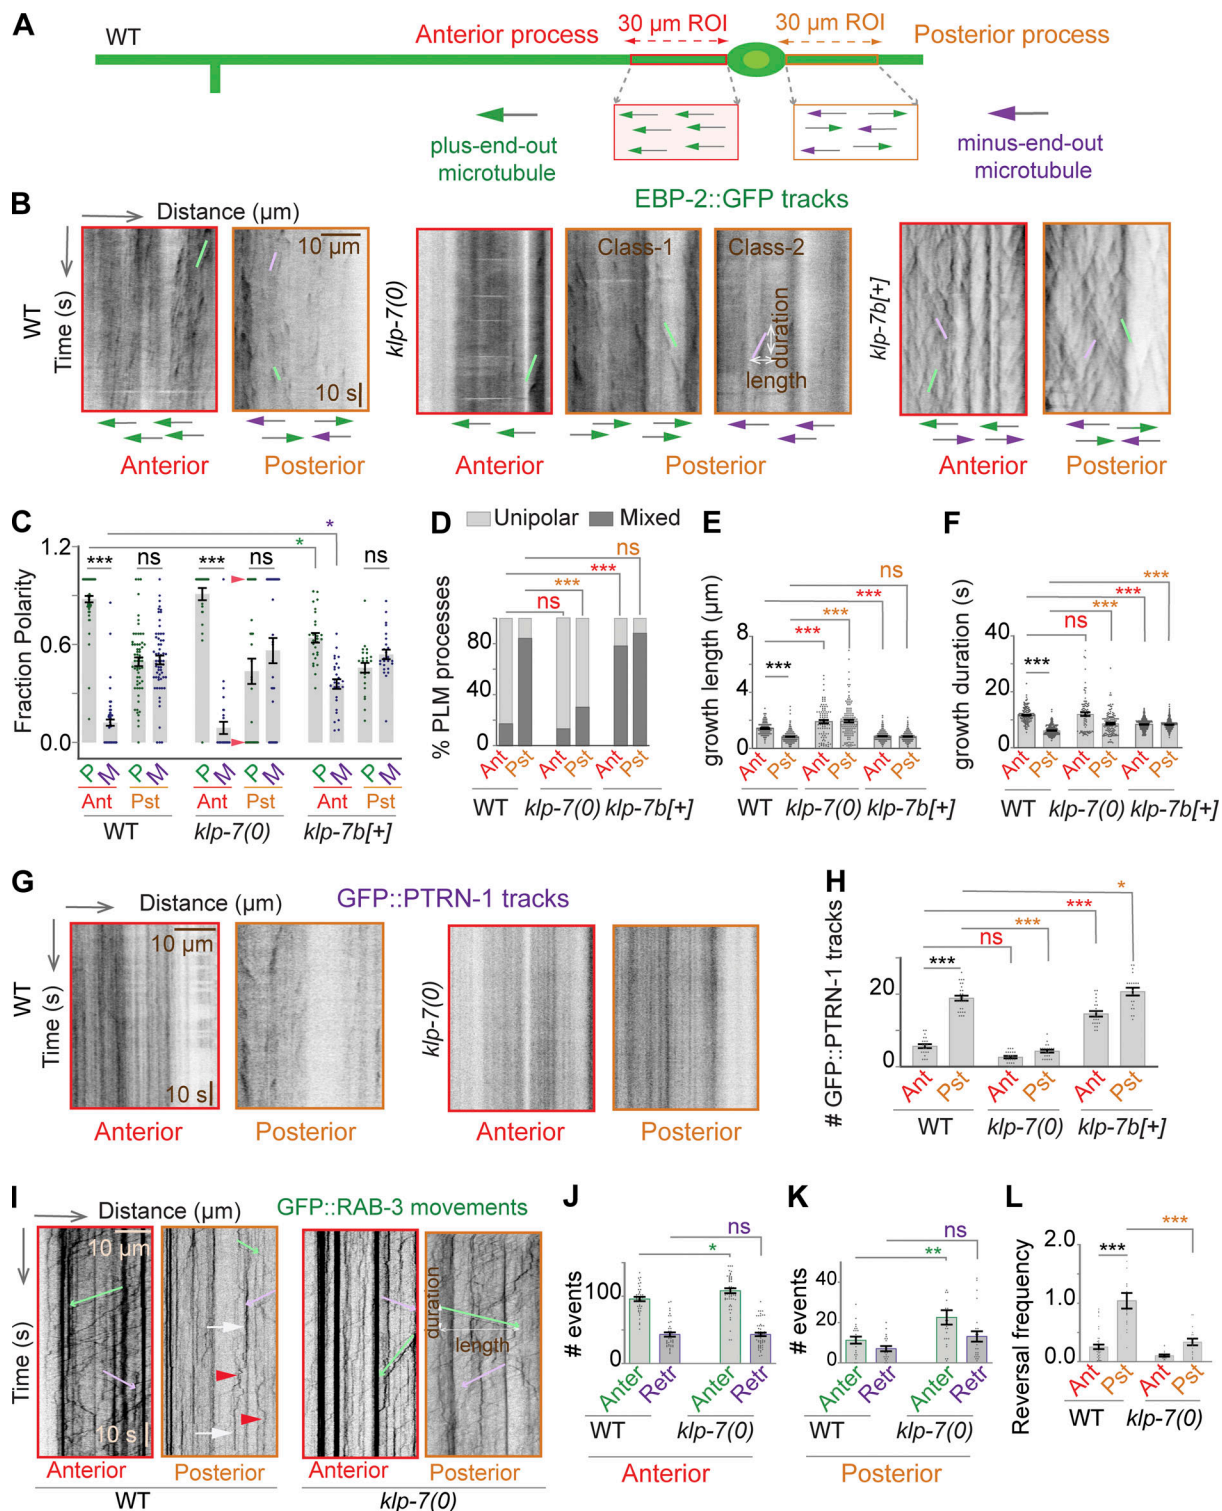 A
WT
Anterior process
30 µm ROI
30 µm ROI
Posterior process
plus-end-out
microtubule
minus-end-out
microtubule
B
Distance (µm)
EBP-2::GFP tracks
WT
Time (s)
10 µm
10 s
klp-7(0)
Class-1
Class-2
duration
length
klp-7b[+]
Anterior
Posterior
Anterior
Posterior
Anterior
Posterior
C
Fraction Polarity
1.2
0.6
0.0
***
ns
***
ns
*
*
ns
P
M
P
M
P
M
P
M
P
M
P
M
Ant
Pst
Ant
Pst
Ant
Pst
WT
klp-7(0)
klp-7b[+]
D
Unipolar
Mixed
% PLM processes
80
40
0
ns
***
***
ns
Ant
Pst
Ant
Pst
Ant
Pst
WT
klp-7(0)
klp-7b[+]
E
growth length (µm)
8
4
2
0
***
***
***
***
ns
Ant
Pst
Ant
Pst
Ant
Pst
WT
klp-7(0)
klp-7b[+]
F
growth duration (s)
40
20
10
0
***
ns
***
***
***
Ant
Pst
Ant
Pst
Ant
Pst
WT
klp-7(0)
klp-7b[+]
G
Distance (µm)
GFP::PTRN-1 tracks
WT
Time (s)
10 µm
10 s
klp-7(0)
Anterior
Posterior
Anterior
Posterior
H
# GFP::PTRN-1 tracks
20
0
***
ns
***
***
*
Ant
Pst
Ant
Pst
Ant
Pst
WT
klp-7(0)
klp-7b[+]
I
Distance (µm)
GFP::RAB-3 movements
Time (s)
10 µm
10 s
duration
length
Anterior
Posterior
Anterior
Posterior
WT
klp-7(0)
J
# events
100
0
*
ns
Anter
Retr
Anter
Retr
WT
klp-7(0)
Anterior
K
# events
40
20
0
**
ns
Anter
Retr
Anter
Retr
WT
klp-7(0)
Posterior
L
Reversal frequency
2.0
1.0
0.0
***
***
Ant
Pst
Ant
Pst
WT
klp-7(0)